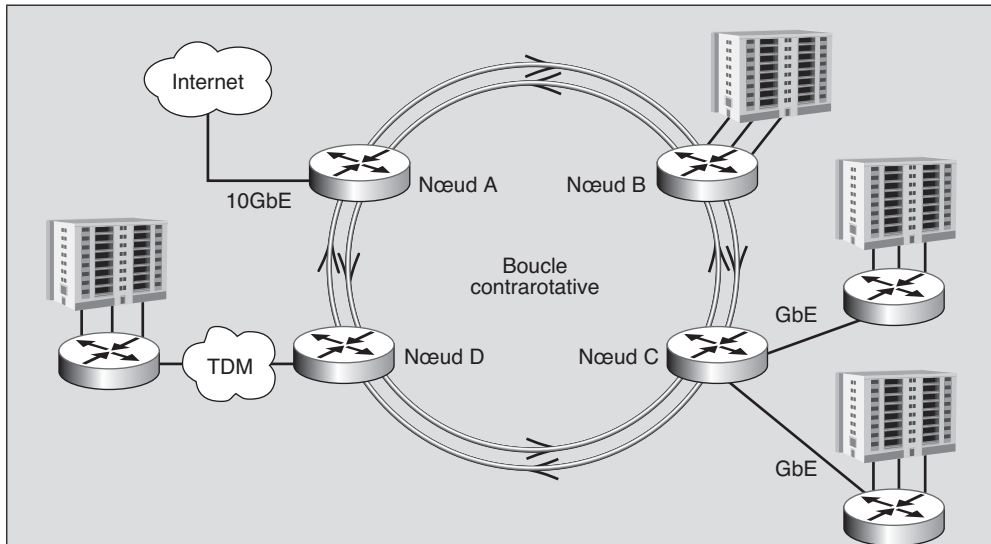 Internet
10GbE
Nœud A
Nœud B
Boucle
contrarotative
GbE
TDM
Nœud D
Nœud C
GbE